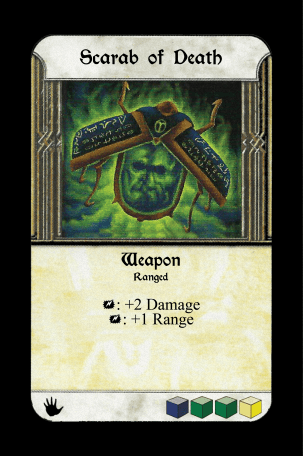 Scarab of Death
Weapon
Ranged
: +2 Damage
: +1 Range